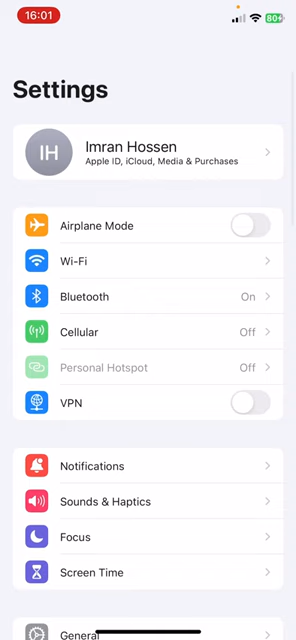 16:01
80
Settings
IH
Imran Hossen
Apple ID, iCloud, Media & Purchases
Airplane Mode
Wi-Fi
Bluetooth On
Cellular Off
Personal Hotspot Off
VPN
Notifications
Sounds & Haptics
Focus
Screen Time
General